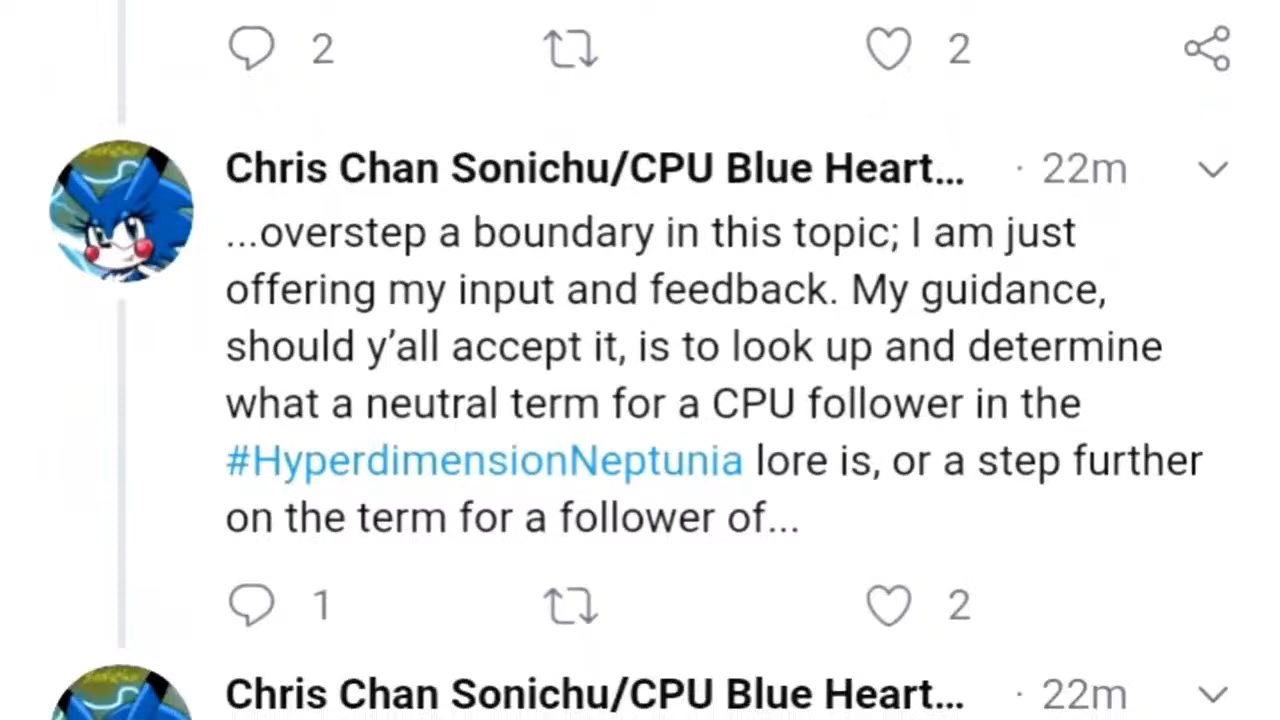 2 2
Chris Chan Sonichu/CPU Blue Heart... · 22m
...overstep a boundary in this topic; I am just
offering my input and feedback. My guidance,
should y’all accept it, is to look up and determine
what a neutral term for a CPU follower in the
#HyperdimensionNeptunia lore is, or a step further
on the term for a follower of...
1 2
Chris Chan Sonichu/CPU Blue Heart... · 22m